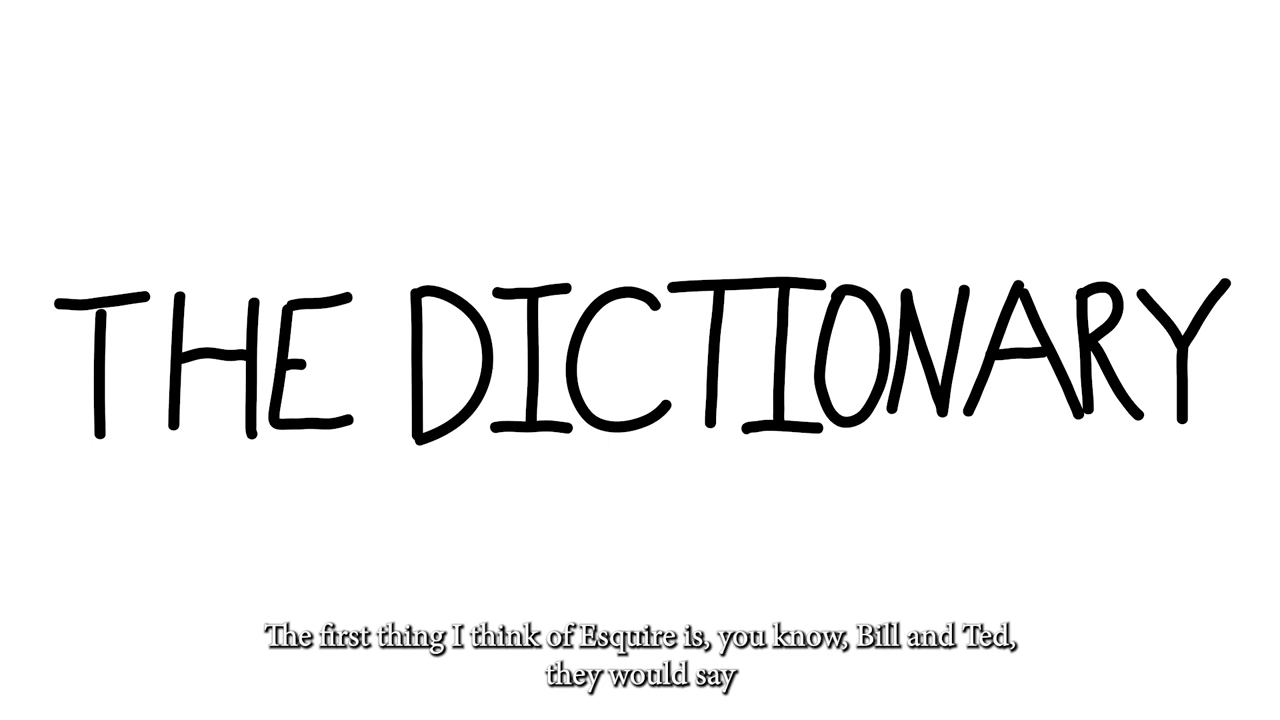 THE DICTIONARY
The first thing I think of Esquire is, you know, Bill and Ted,
they would say